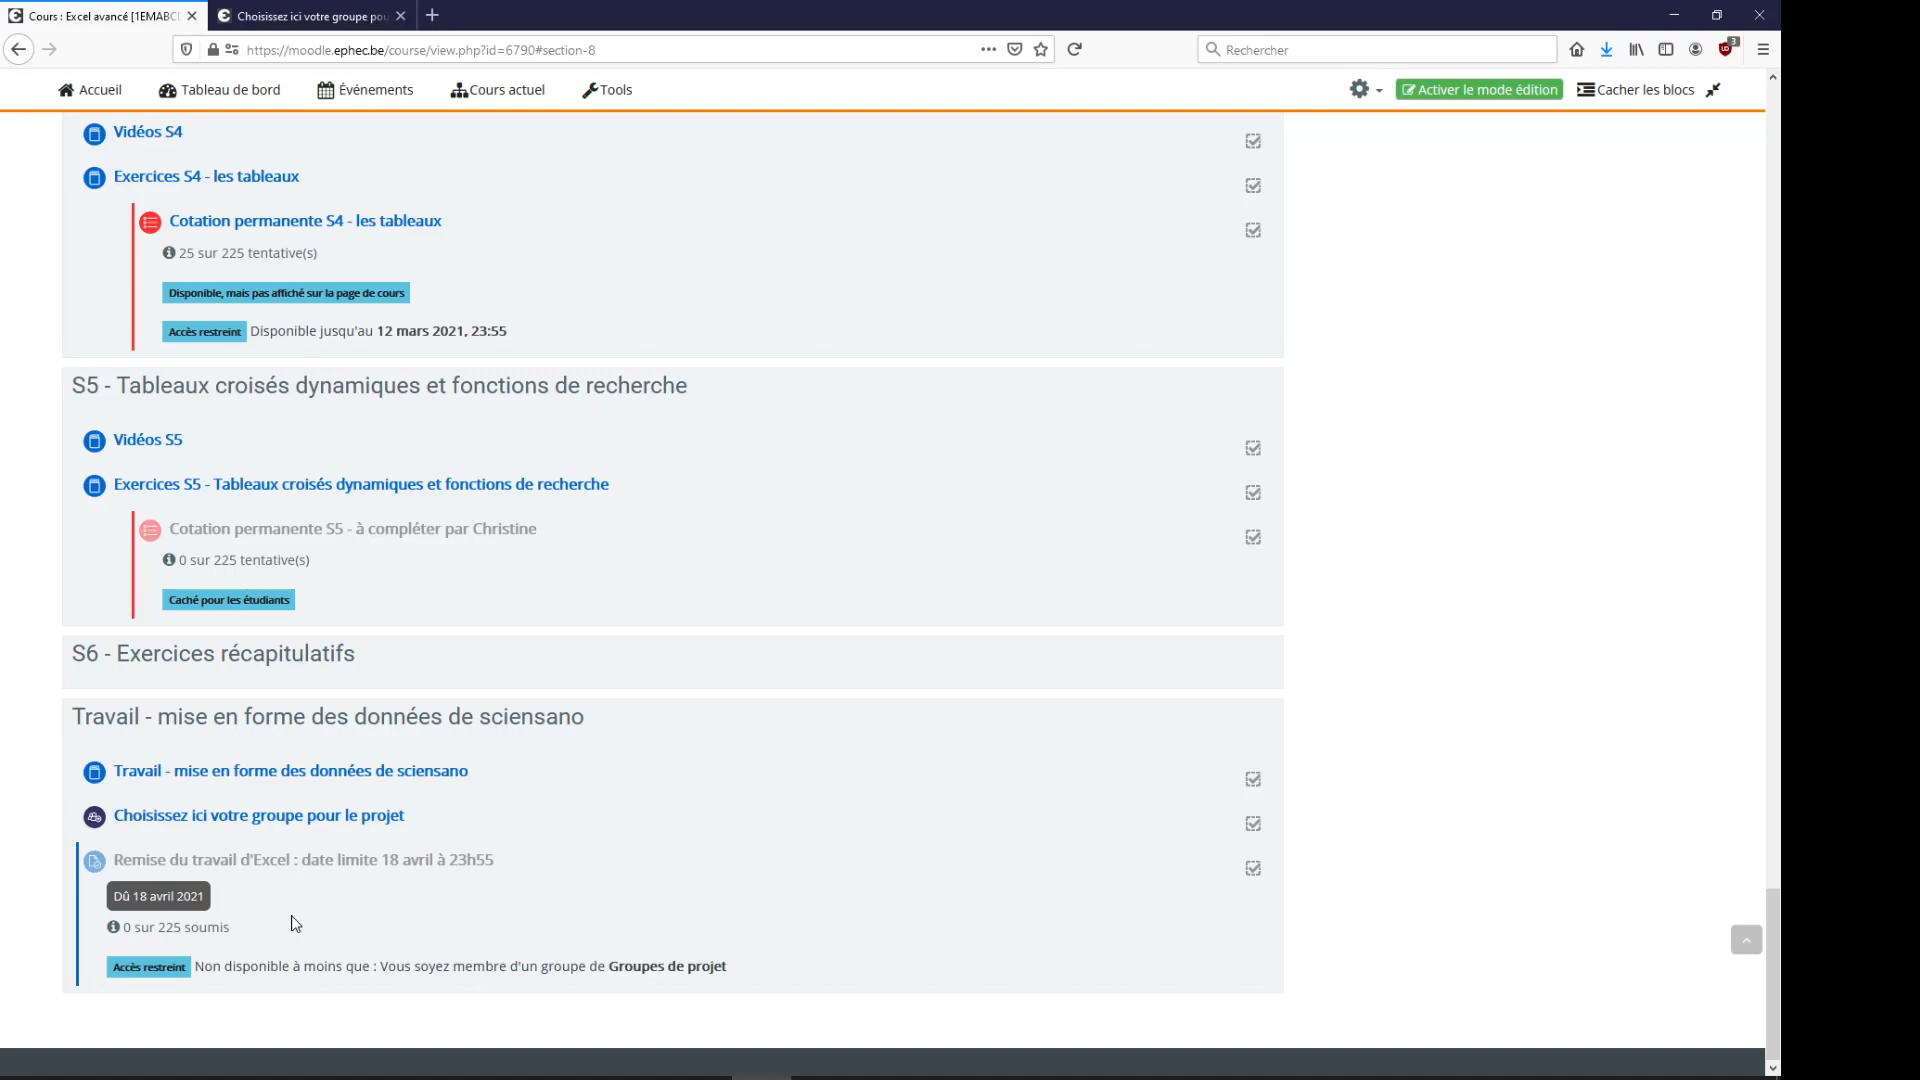 Cours : Excel avancé [1EMABCD
Choisissez ici votre groupe pou
https://moodle.ephec.be/course/view.php?id=6790#section-8
Rechercher
3
Accueil
Tableau de bord
Événements
Cours actuel
Tools
Activer le mode édition
Cacher les blocs
Vidéos S4
Exercices S4 - les tableaux
Cotation permanente S4 - les tableaux
25 sur 225 tentative(s)
Disponible, mais pas affiché sur la page de cours
Accès restreint Disponible jusqu'au 12 mars 2021, 23:55
S5 - Tableaux croisés dynamiques et fonctions de recherche
Vidéos S5
Exercices S5 - Tableaux croisés dynamiques et fonctions de recherche
Cotation permanente S5 - à compléter par Christine
0 sur 225 tentative(s)
Caché pour les étudiants
S6 - Exercices récapitulatifs
Travail - mise en forme des données de sciensano
Travail - mise en forme des données de sciensano
Choisissez ici votre groupe pour le projet
Remise du travail d'Excel : date limite 18 avril à 23h55
Dû 18 avril 2021
0 sur 225 soumis
Accès restreint Non disponible à moins que : Vous soyez membre d'un groupe de Groupes de projet